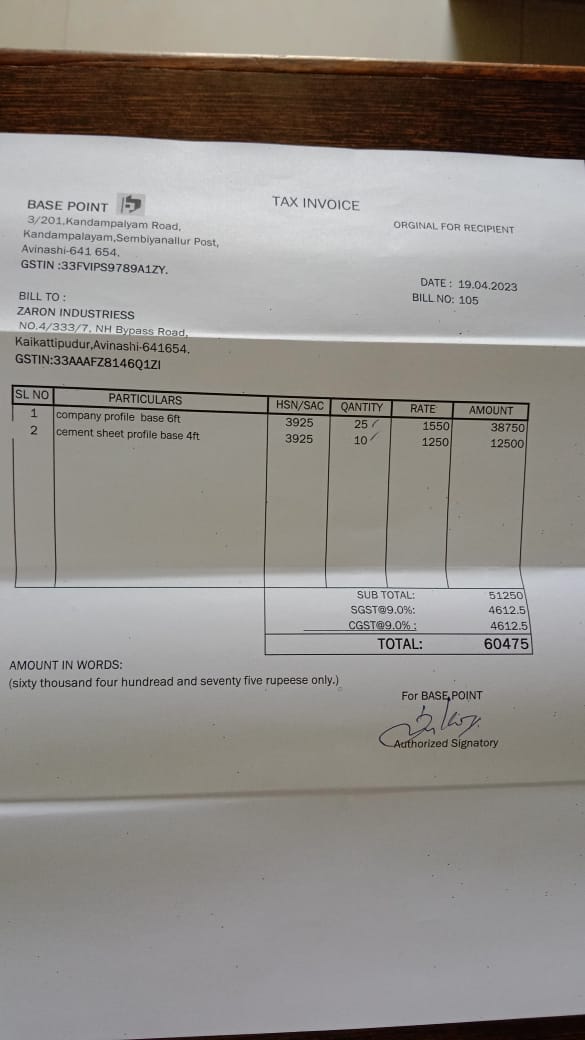 TAX INVOICE
ORGINAL FOR RECIPIENT
BASE POINT
3/201,Kandampalyam Road,
Kandampalayam,Sembiyanallur Post,
Avinashi-641 654.
GSTIN :33FVIPS9789A1ZY.
DATE : 19.04.2023
BILL NO: 105
BILL TO :
ZARON INDUSTRIESS
NO.4/333/7, NH Bypass Road,
Kaikattipudur,Avinashi-641654.
GSTIN:33AAAFZ8146Q1ZI
SL NO PARTICULARS HSN/SAC QANTITY RATE AMOUNT
1 company profile base 6ft 3925 25 1550 38750
2 cement sheet profile base 4ft 3925 10 1250 12500
SUB TOTAL: 51250
SGST@9.0%: 4612.5
CGST@9.0% : 4612.5
TOTAL: 60475
AMOUNT IN WORDS:
(sixty thousand four hundread and seventy five rupeese only.)
For BASE POINT
Authorized Signatory